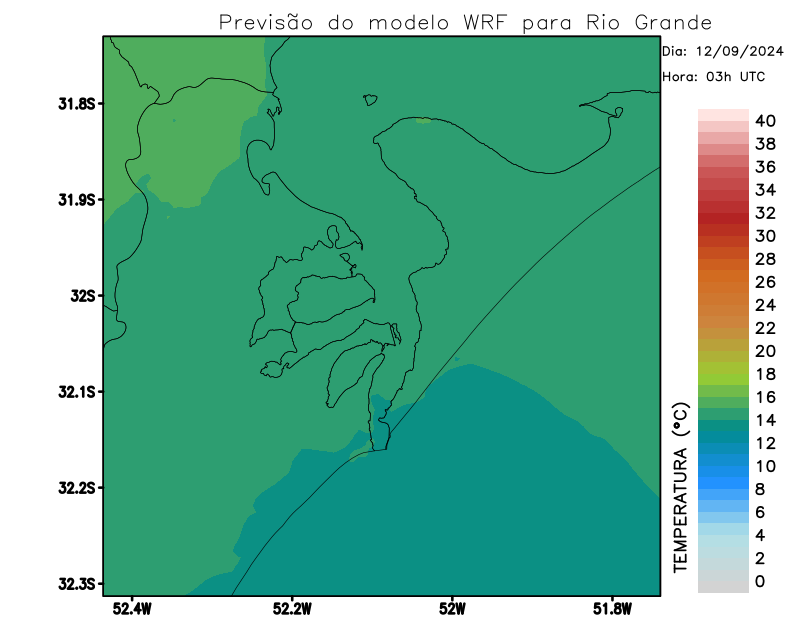 Previsão do modelo WRF para Rio Grande
Dia: 12/09/2024
Hora: 03h UTC
31.8S
31.9S
32S
32.1S
32.2S
32.3S
52.4W
52.2W
52W
51.8W
TEMPERATURA (°C)
40
38
36
34
32
30
28
26
24
22
20
18
16
14
12
10
8
6
4
2
0